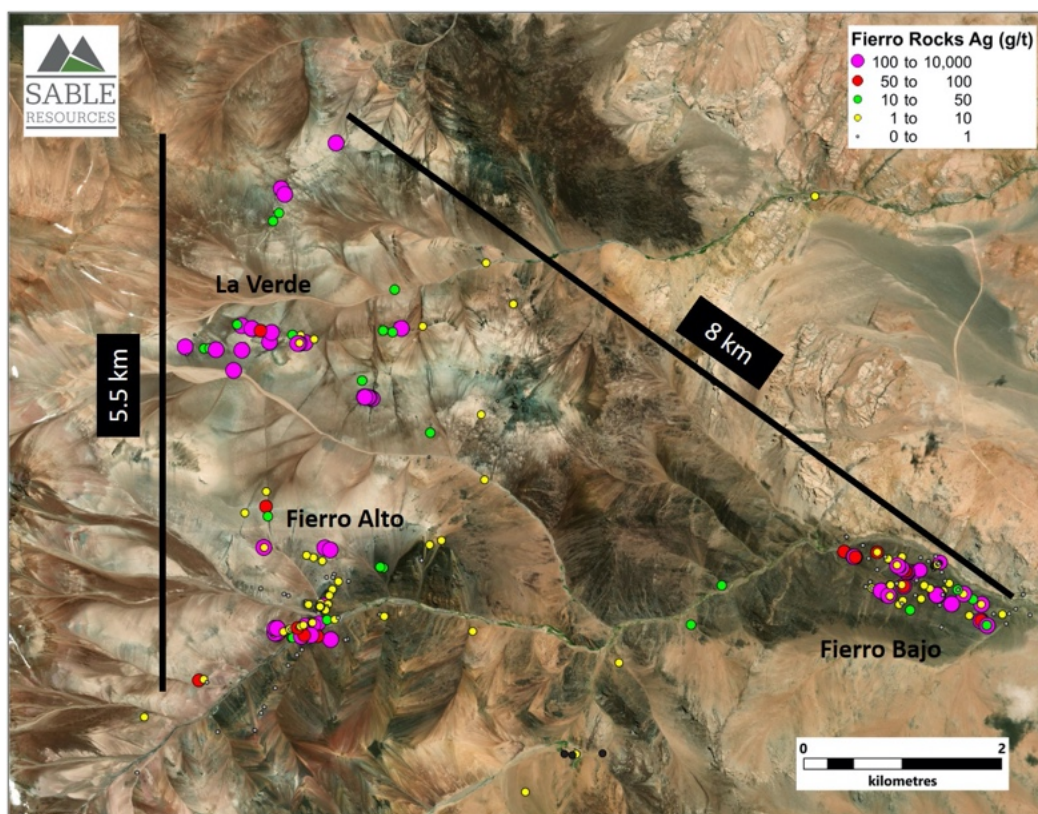 SABLE
RESOURCES
Fierro Rocks Ag (g/t)
100 to 10,000
50 to 100
10 to 50
1 to 10
0 to 1
La Verde
5.5 km
8 km
Fierro Alto
Fierro Bajo
0 2
kilometres